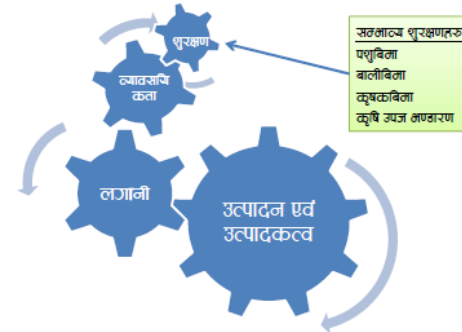 शुरक्षण
व्यावसायि
कता
लगानी
उत्पादन एवं
उत्पादकत्व
सम्भाव्य शुरक्षणहरु
पशुबिमा
बालीबिमा
कृषकबिमा
कृषि उपज भण्डारण